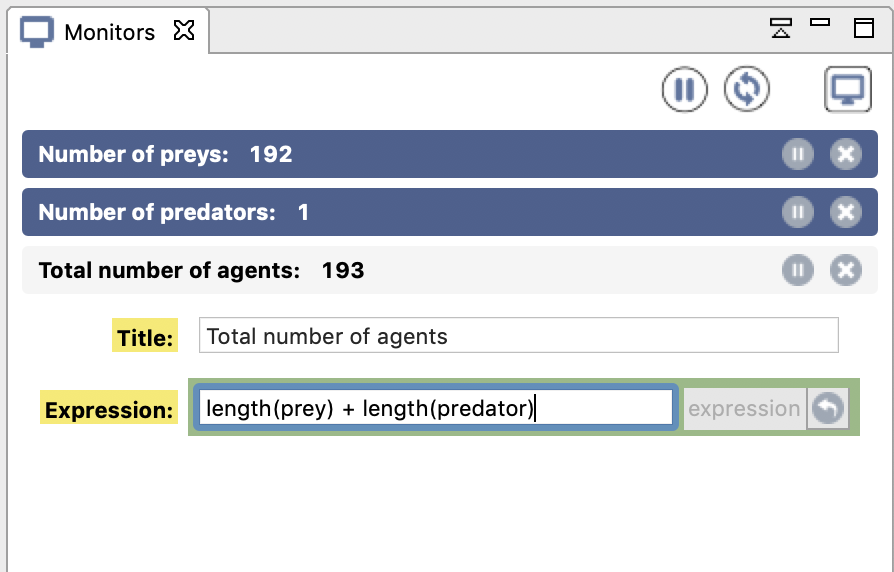 Monitors
Number of preys: 192
Number of predators: 1
Total number of agents: 193
Title: Total number of agents
Expression: length(prey) + length(predator) expression